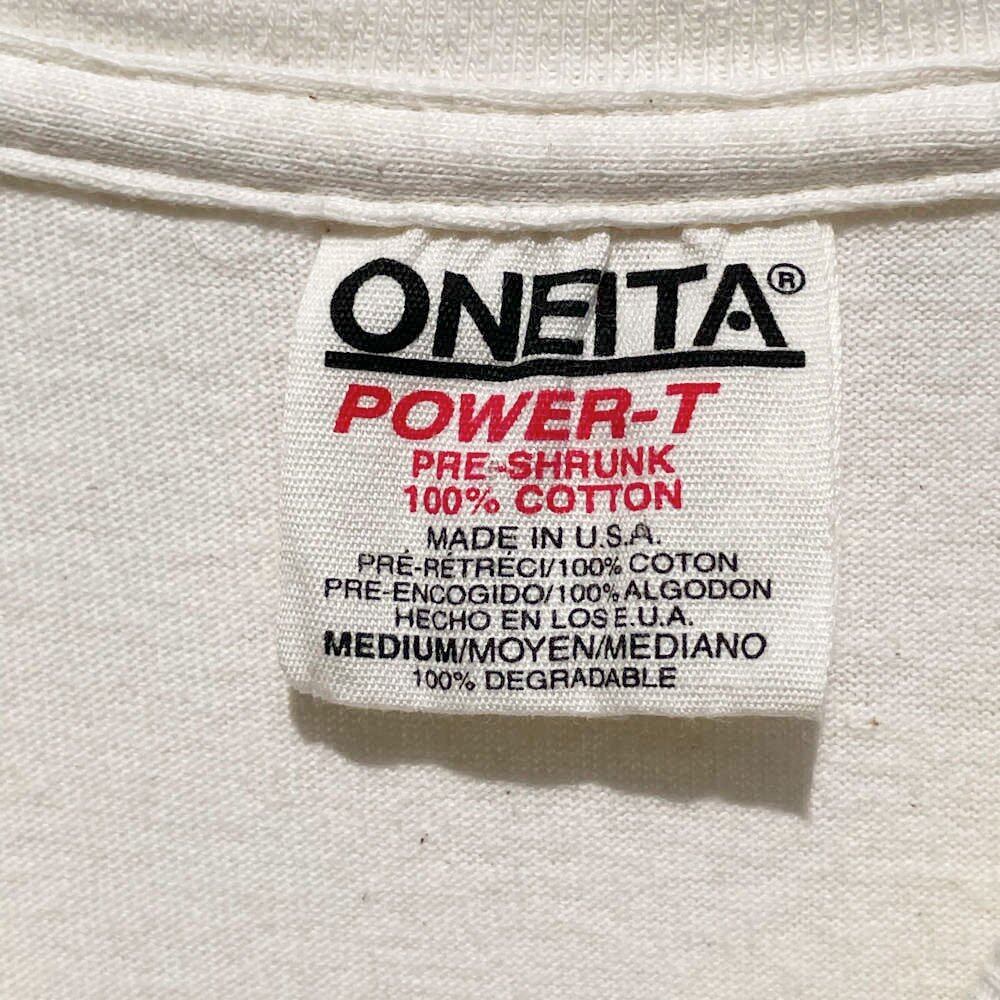 ONEITA®
POWER-T
PRE-SHRUNK
100% COTTON
MADE IN U.S.A.
PRÉ-RÉTRÉCI/100% COTON
PRE-ENCOGIDO/100% ALGODON
HECHO EN LOS E.U.A.
MEDIUM/MOYEN/MEDIANO
100% DEGRADABLE